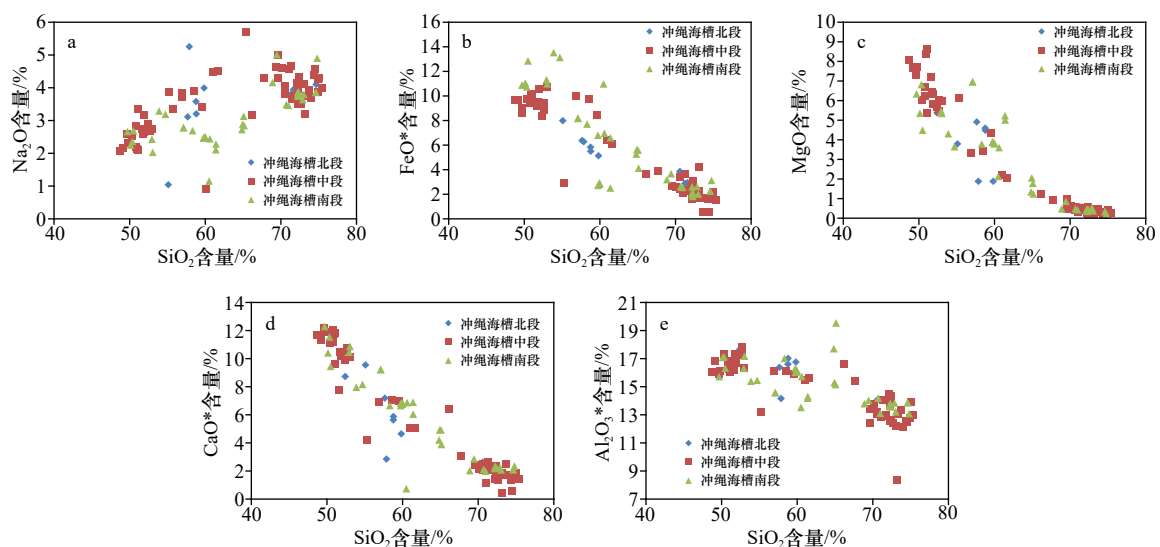 a
6
5
4
3
2
1
0
40
50
60
70
80
Na₂O含量/%
SiO₂含量/%
冲绳海槽北段
冲绳海槽中段
冲绳海槽南段
b
16
14
12
10
8
6
4
2
0
40
50
60
70
80
FeO*含量/%
SiO₂含量/%
冲绳海槽北段
冲绳海槽中段
冲绳海槽南段
c
10
9
8
7
6
5
4
3
2
1
0
40
50
60
70
80
MgO含量/%
SiO₂含量/%
冲绳海槽北段
冲绳海槽中段
冲绳海槽南段
d
14
12
10
8
6
4
2
0
40
50
60
70
80
CaO*含量/%
SiO₂含量/%
冲绳海槽北段
冲绳海槽中段
冲绳海槽南段
e
21
19
17
15
13
11
9
7
40
50
60
70
80
Al₂O₃*含量/%
SiO₂含量/%
冲绳海槽北段
冲绳海槽中段
冲绳海槽南段